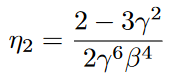 η₂ = (2 − 3γ²) / (2γ⁶β⁴)